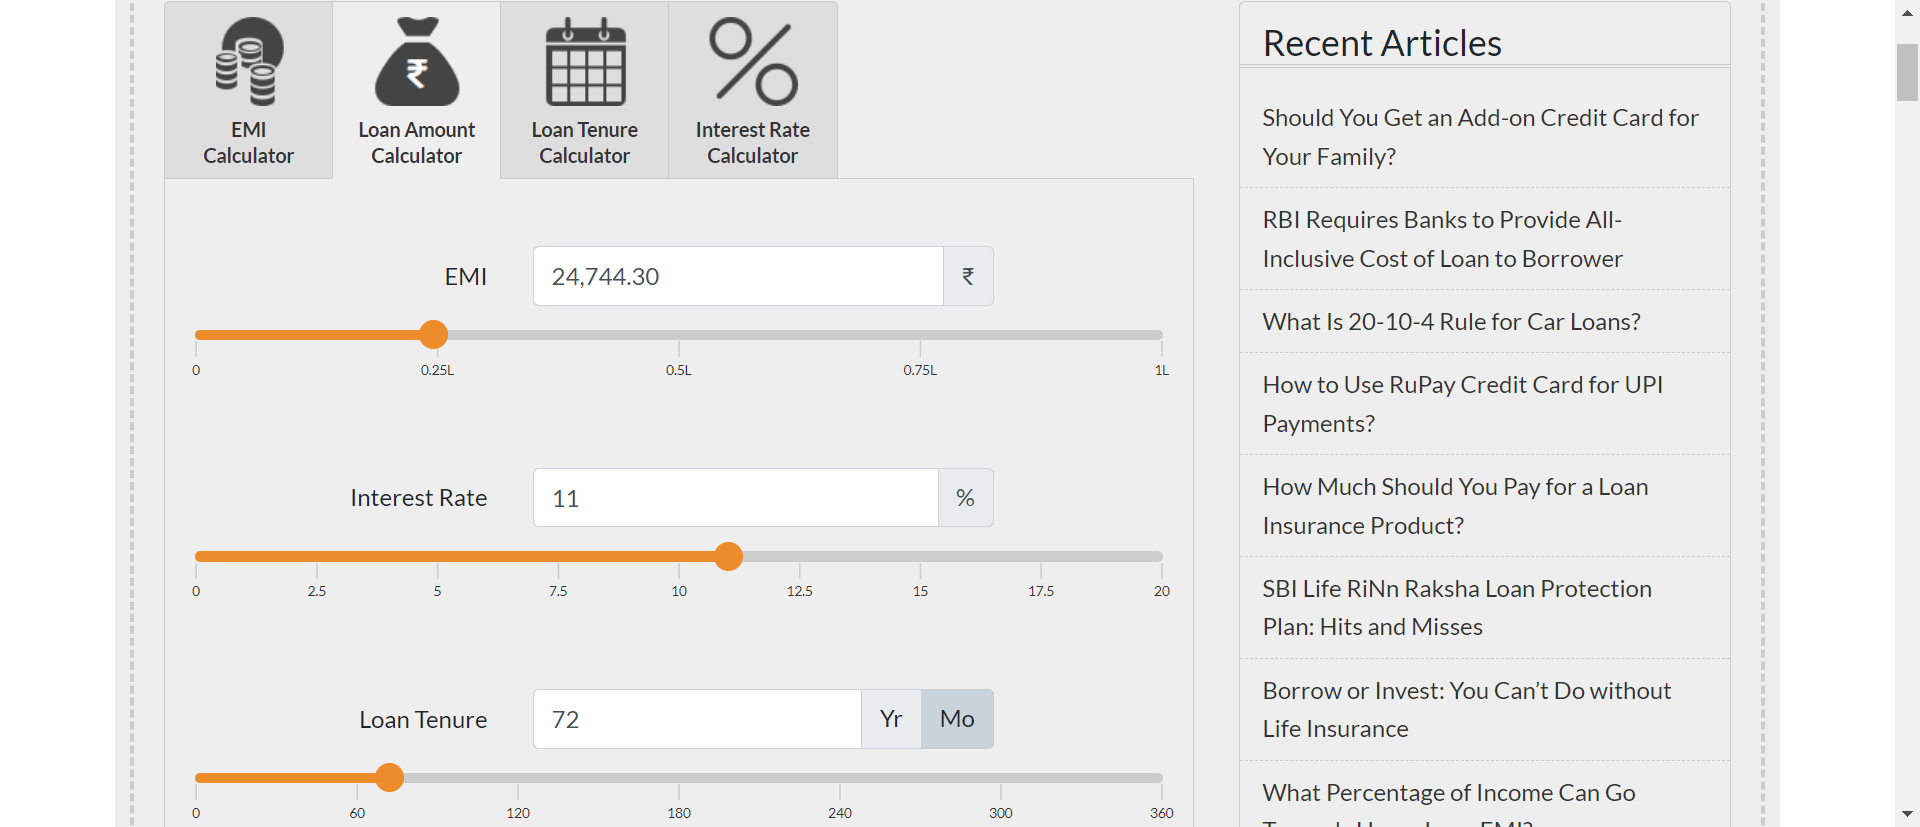 EMI
Calculator
₹
Loan Amount
Calculator
Loan Tenure
Calculator
Interest Rate
Calculator
EMI
24,744.30
₹
0
0.25L
0.5L
0.75L
1L
Interest Rate
11
%
0
2.5
5
7.5
10
12.5
15
17.5
20
Loan Tenure
72
Yr
Mo
0
60
120
180
240
300
360
Recent Articles
Should You Get an Add-on Credit Card for
Your Family?
RBI Requires Banks to Provide All-
Inclusive Cost of Loan to Borrower
What Is 20-10-4 Rule for Car Loans?
How to Use RuPay Credit Card for UPI
Payments?
How Much Should You Pay for a Loan
Insurance Product?
SBI Life RiNn Raksha Loan Protection
Plan: Hits and Misses
Borrow or Invest: You Can’t Do without
Life Insurance
What Percentage of Income Can Go